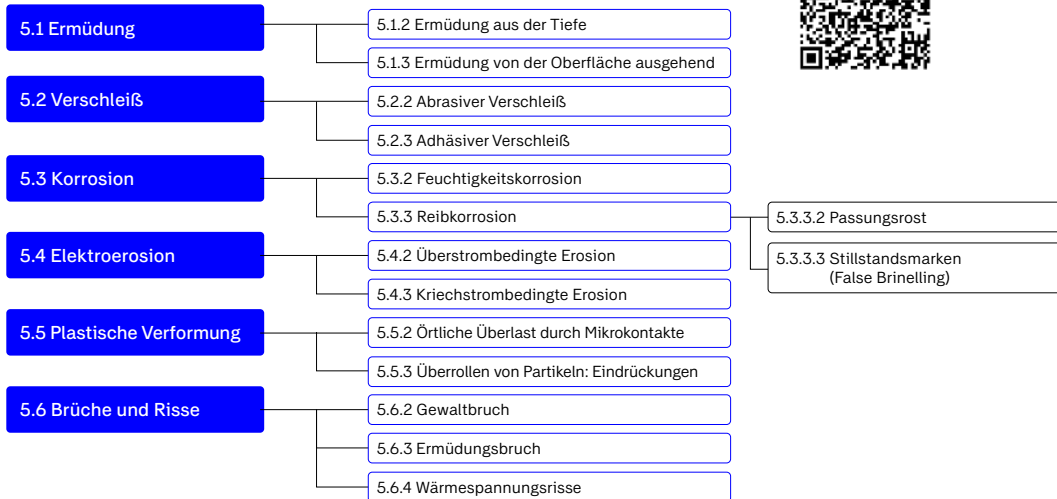 5.1 Ermüdung
5.1.2 Ermüdung aus der Tiefe
5.1.3 Ermüdung von der Oberfläche ausgehend
5.2 Verschleiß
5.2.2 Abrasiver Verschleiß
5.2.3 Adhäsiver Verschleiß
5.3 Korrosion
5.3.2 Feuchtigkeitskorrosion
5.3.3 Reibkorrosion
5.3.3.2 Passungsrost
5.3.3.3 Stillstandsmarken
(False Brinelling)
5.4 Elektroerosion
5.4.2 Überstrombedingte Erosion
5.4.3 Kriechstrombedingte Erosion
5.5 Plastische Verformung
5.5.2 Örtliche Überlast durch Mikrokontakte
5.5.3 Überrollen von Partikeln: Eindrückungen
5.6 Brüche und Risse
5.6.2 Gewaltbruch
5.6.3 Ermüdungsbruch
5.6.4 Wärmespannungsrisse